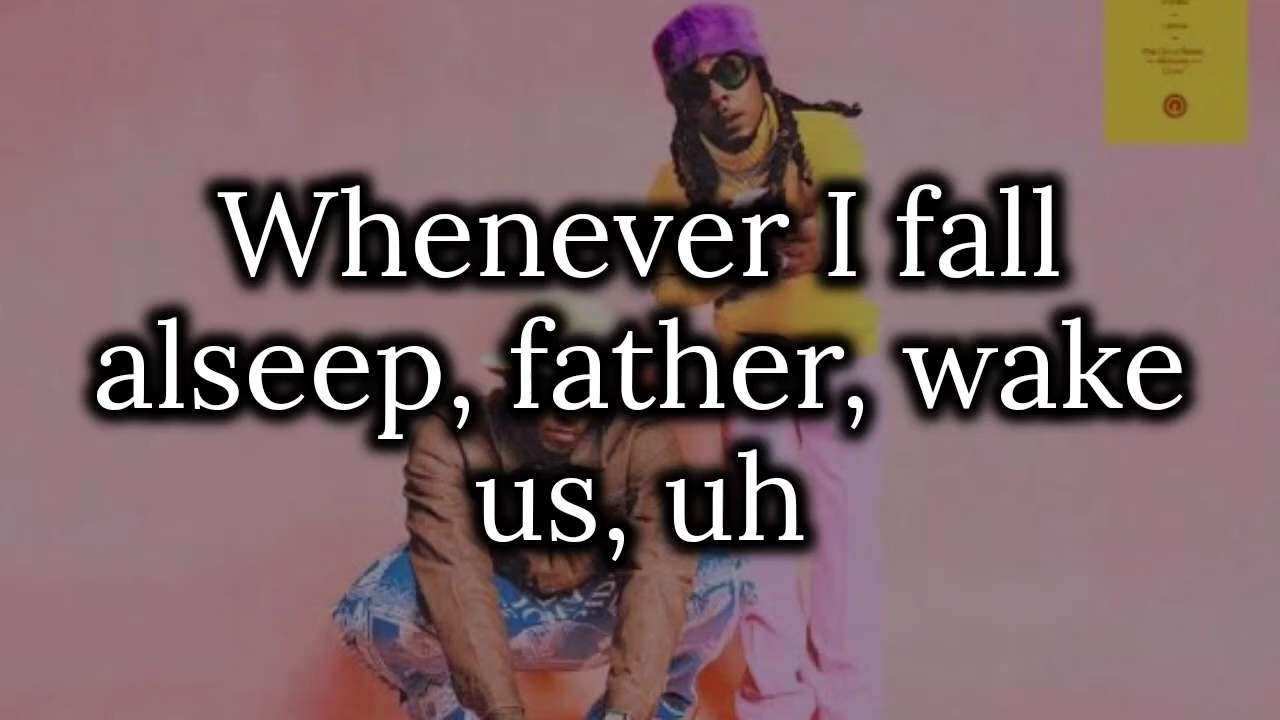 Whenever I fall
alseep, father, wake
us, uh